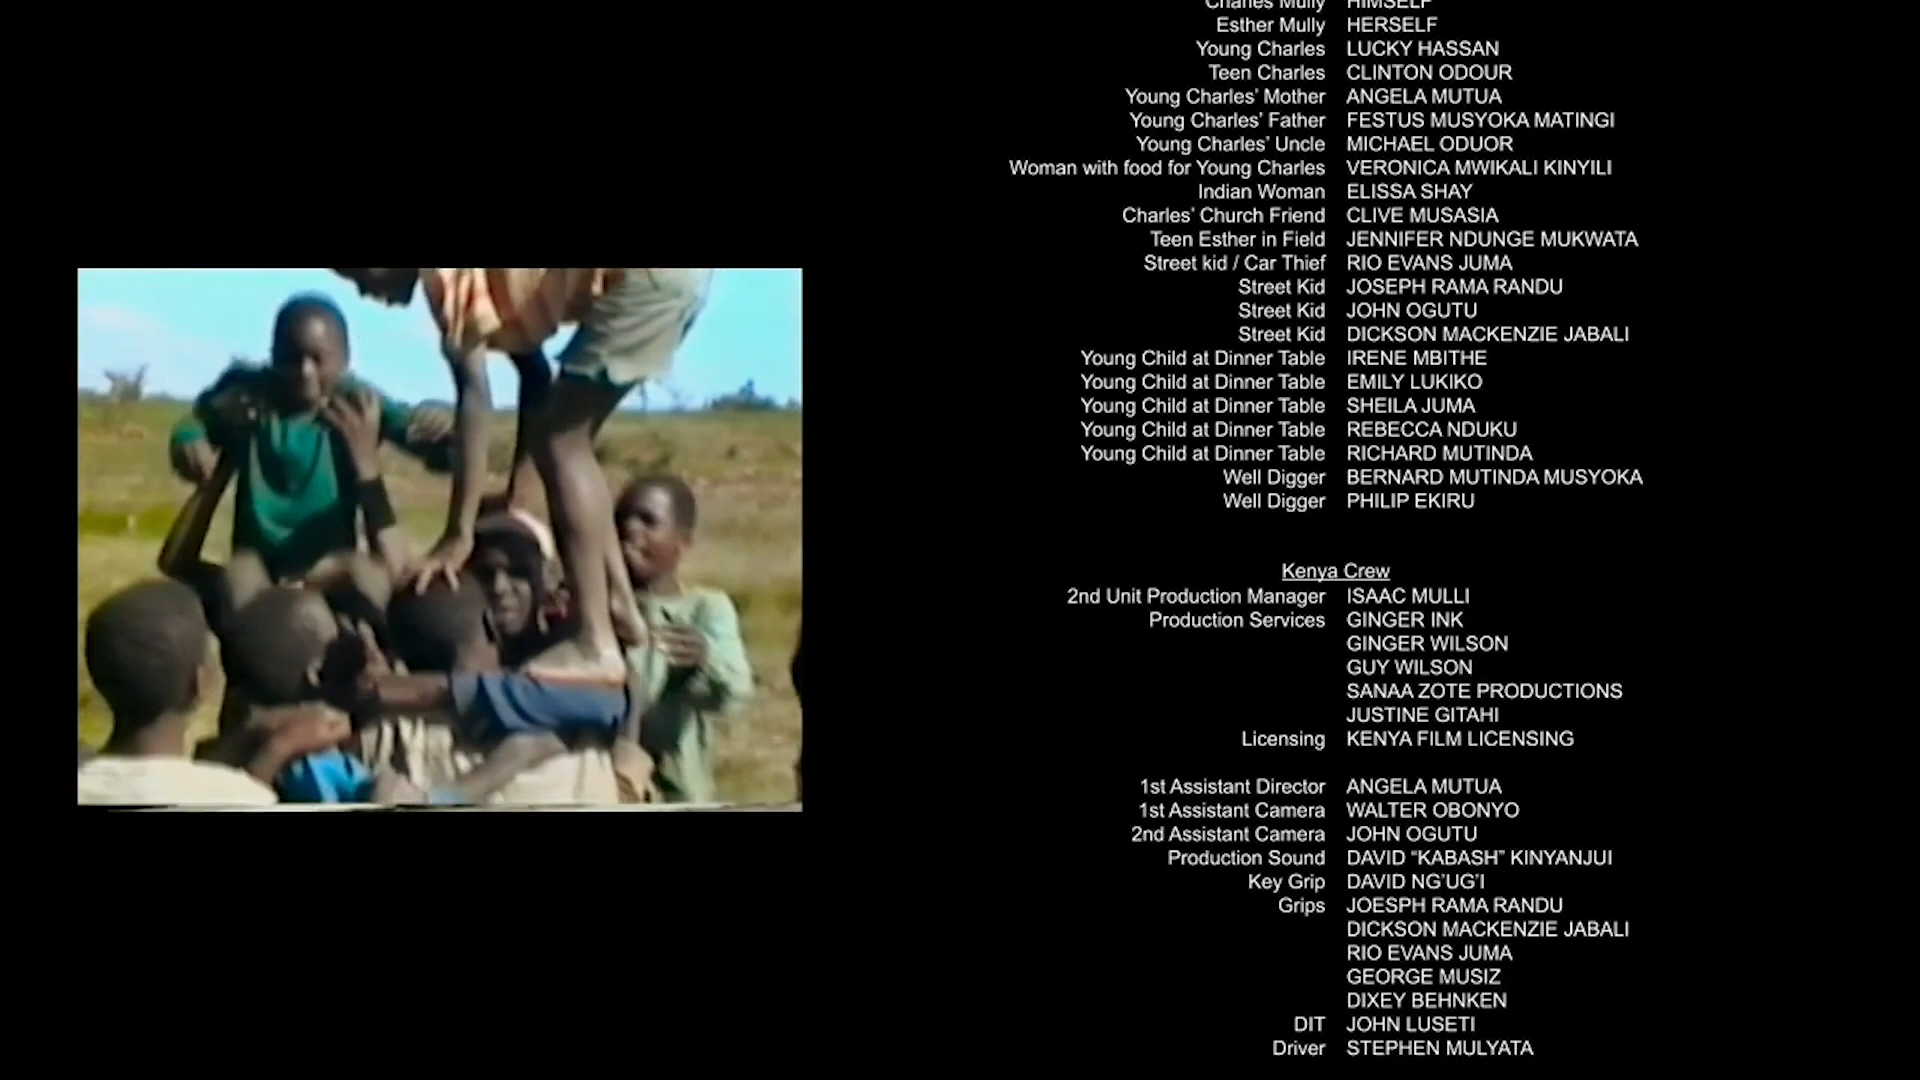 Charles Mully HIMSELF
Esther Mully HERSELF
Young Charles LUCKY HASSAN
Teen Charles CLINTON ODOUR
Young Charles’ Mother ANGELA MUTUA
Young Charles’ Father FESTUS MUSYOKA MATINGI
Young Charles’ Uncle MICHAEL ODUOR
Woman with food for Young Charles VERONICA MWIKALI KINYILI
Indian Woman ELISSA SHAY
Charles’ Church Friend CLIVE MUSASIA
Teen Esther in Field JENNIFER NDUNGE MUKWATA
Street kid / Car Thief RIO EVANS JUMA
Street Kid JOSEPH RAMA RANDU
Street Kid JOHN OGUTU
Street Kid DICKSON MACKENZIE JABALI
Young Child at Dinner Table IRENE MBITHE
Young Child at Dinner Table EMILY LUKIKO
Young Child at Dinner Table SHEILA JUMA
Young Child at Dinner Table REBECCA NDUKU
Young Child at Dinner Table RICHARD MUTINDA
Well Digger BERNARD MUTINDA MUSYOKA
Well Digger PHILIP EKIRU
Kenya Crew
2nd Unit Production Manager ISAAC MULLI
Production Services GINGER INK
GINGER WILSON
GUY WILSON
SANAA ZOTE PRODUCTIONS
JUSTINE GITAHI
Licensing KENYA FILM LICENSING
1st Assistant Director ANGELA MUTUA
1st Assistant Camera WALTER OBONYO
2nd Assistant Camera JOHN OGUTU
Production Sound DAVID “KABASH” KINYANJUI
Key Grip DAVID NG’UG’I
Grips JOESPH RAMA RANDU
DICKSON MACKENZIE JABALI
RIO EVANS JUMA
GEORGE MUSIZ
DIXEY BEHNKEN
DIT JOHN LUSETI
Driver STEPHEN MULYATA